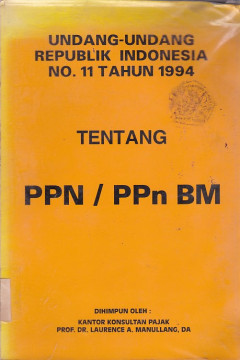 UNDANG-UNDANG
REPUBLIK INDONESIA
NO. 11 TAHUN 1994
TENTANG
PPN / PPn BM
DIHIMPUN OLEH :
KANTOR KONSULTAN PAJAK
PROF. DR. LAURENCE A. MANULLANG, DA